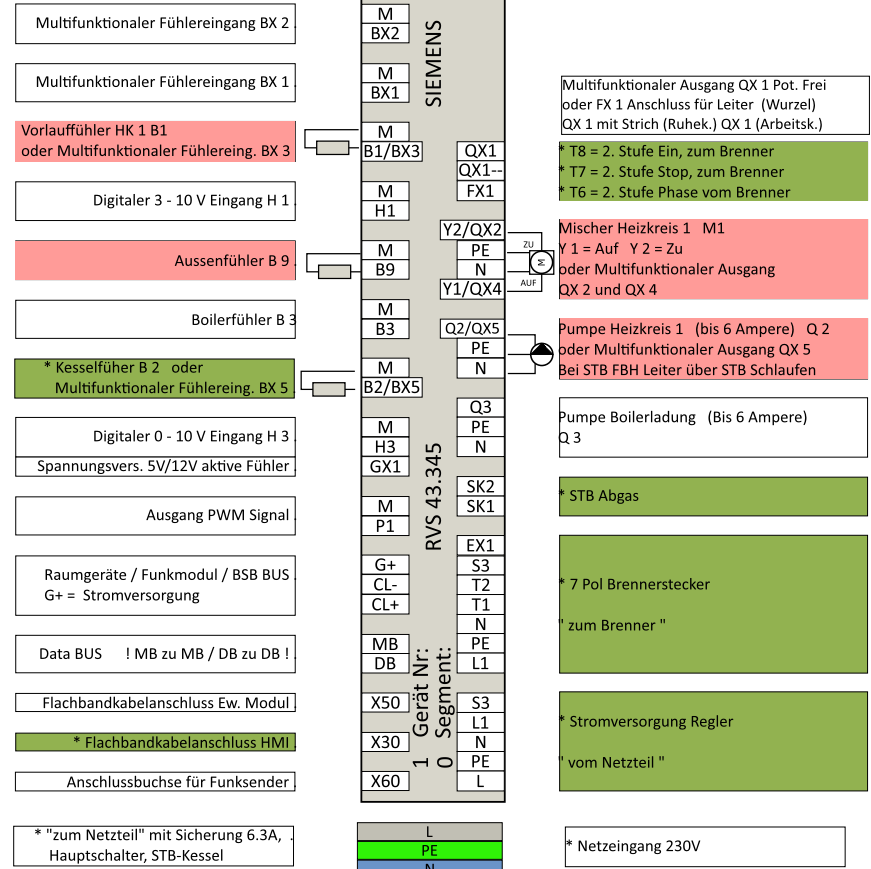 Multifunktionaler Fühlereingang BX 2 .
Multifunktionaler Fühlereingang BX 1 .
Vorlauffühler HK 1 B1
oder Multifunktionaler Fühlereing. BX 3 .
Digitaler 3 - 10 V Eingang H 1 .
Aussenfühler B 9 .
Boilerfühler B 3
* Kesselfüher B 2 oder
Multifunktionaler Fühlereing. BX 5 .
Digitaler 0 - 10 V Eingang H 3 .
Spannungsvers. 5V/12V aktive Fühler .
Ausgang PWM Signal .
Raumgeräte / Funkmodul / BSB BUS .
G+ = Stromversorgung
Data BUS ! MB zu MB / DB zu DB ! .
Flachbandkabelanschluss Ew. Modul .
* Flachbandkabelanschluss HMI .
Anschlussbuchse für Funksender .
* "zum Netzteil" mit Sicherung 6.3A, .
Hauptschalter, STB-Kessel
M
BX2
M
BX1
M
B1/BX3
M
H1
M
B9
M
B3
M
B2/BX5
M
H3
GX1
M
P1
G+
CL-
CL+
MB
DB
X50
X30
X60
SIEMENS
RVS 43.345
Gerät Nr:
1
Segment:
0
QX1
QX1--
FX1
Y2/QX2
PE
N
Y1/QX4
Q2/QX5
PE
N
Q3
PE
N
SK2
SK1
EX1
S3
T2
T1
N
PE
L1
S3
L1
N
PE
L
L
PE
N
ZU
M
AUF
Multifunktionaler Ausgang QX 1 Pot. Frei
oder FX 1 Anschluss für Leiter (Wurzel)
QX 1 mit Strich (Ruhek.) QX 1 (Arbeitsk.)
* T8 = 2. Stufe Ein, zum Brenner
* T7 = 2. Stufe Stop, zum Brenner
* T6 = 2. Stufe Phase vom Brenner
Mischer Heizkreis 1 M1
Y 1 = Auf Y 2 = Zu
oder Multifunktionaler Ausgang
QX 2 und QX 4
Pumpe Heizkreis 1 (bis 6 Ampere) Q 2
oder Multifunktionaler Ausgang QX 5
Bei STB FBH Leiter über STB Schlaufen
Pumpe Boilerladung (Bis 6 Ampere)
Q 3
* STB Abgas
* 7 Pol Brennerstecker
" zum Brenner "
* Stromversorgung Regler
" vom Netzteil "
* Netzeingang 230V